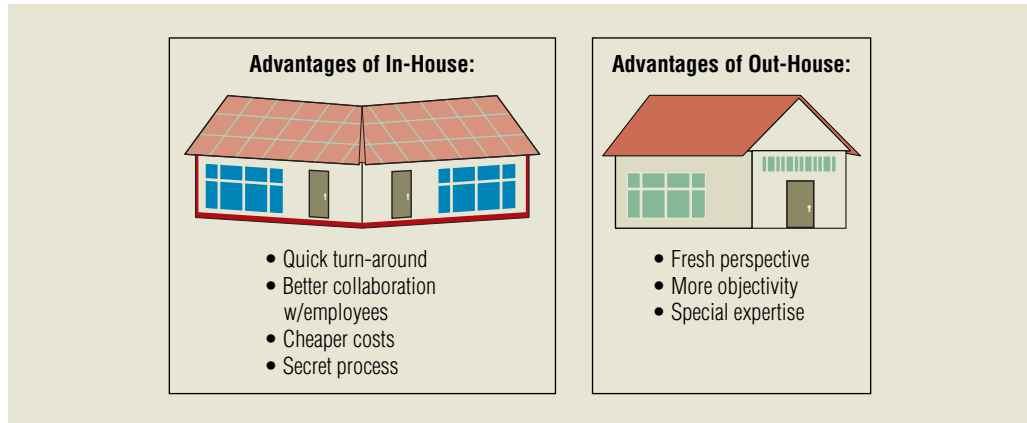 Advantages of In-House:
• Quick turn-around
• Better collaboration
w/employees
• Cheaper costs
• Secret process
Advantages of Out-House:
• Fresh perspective
• More objectivity
• Special expertise